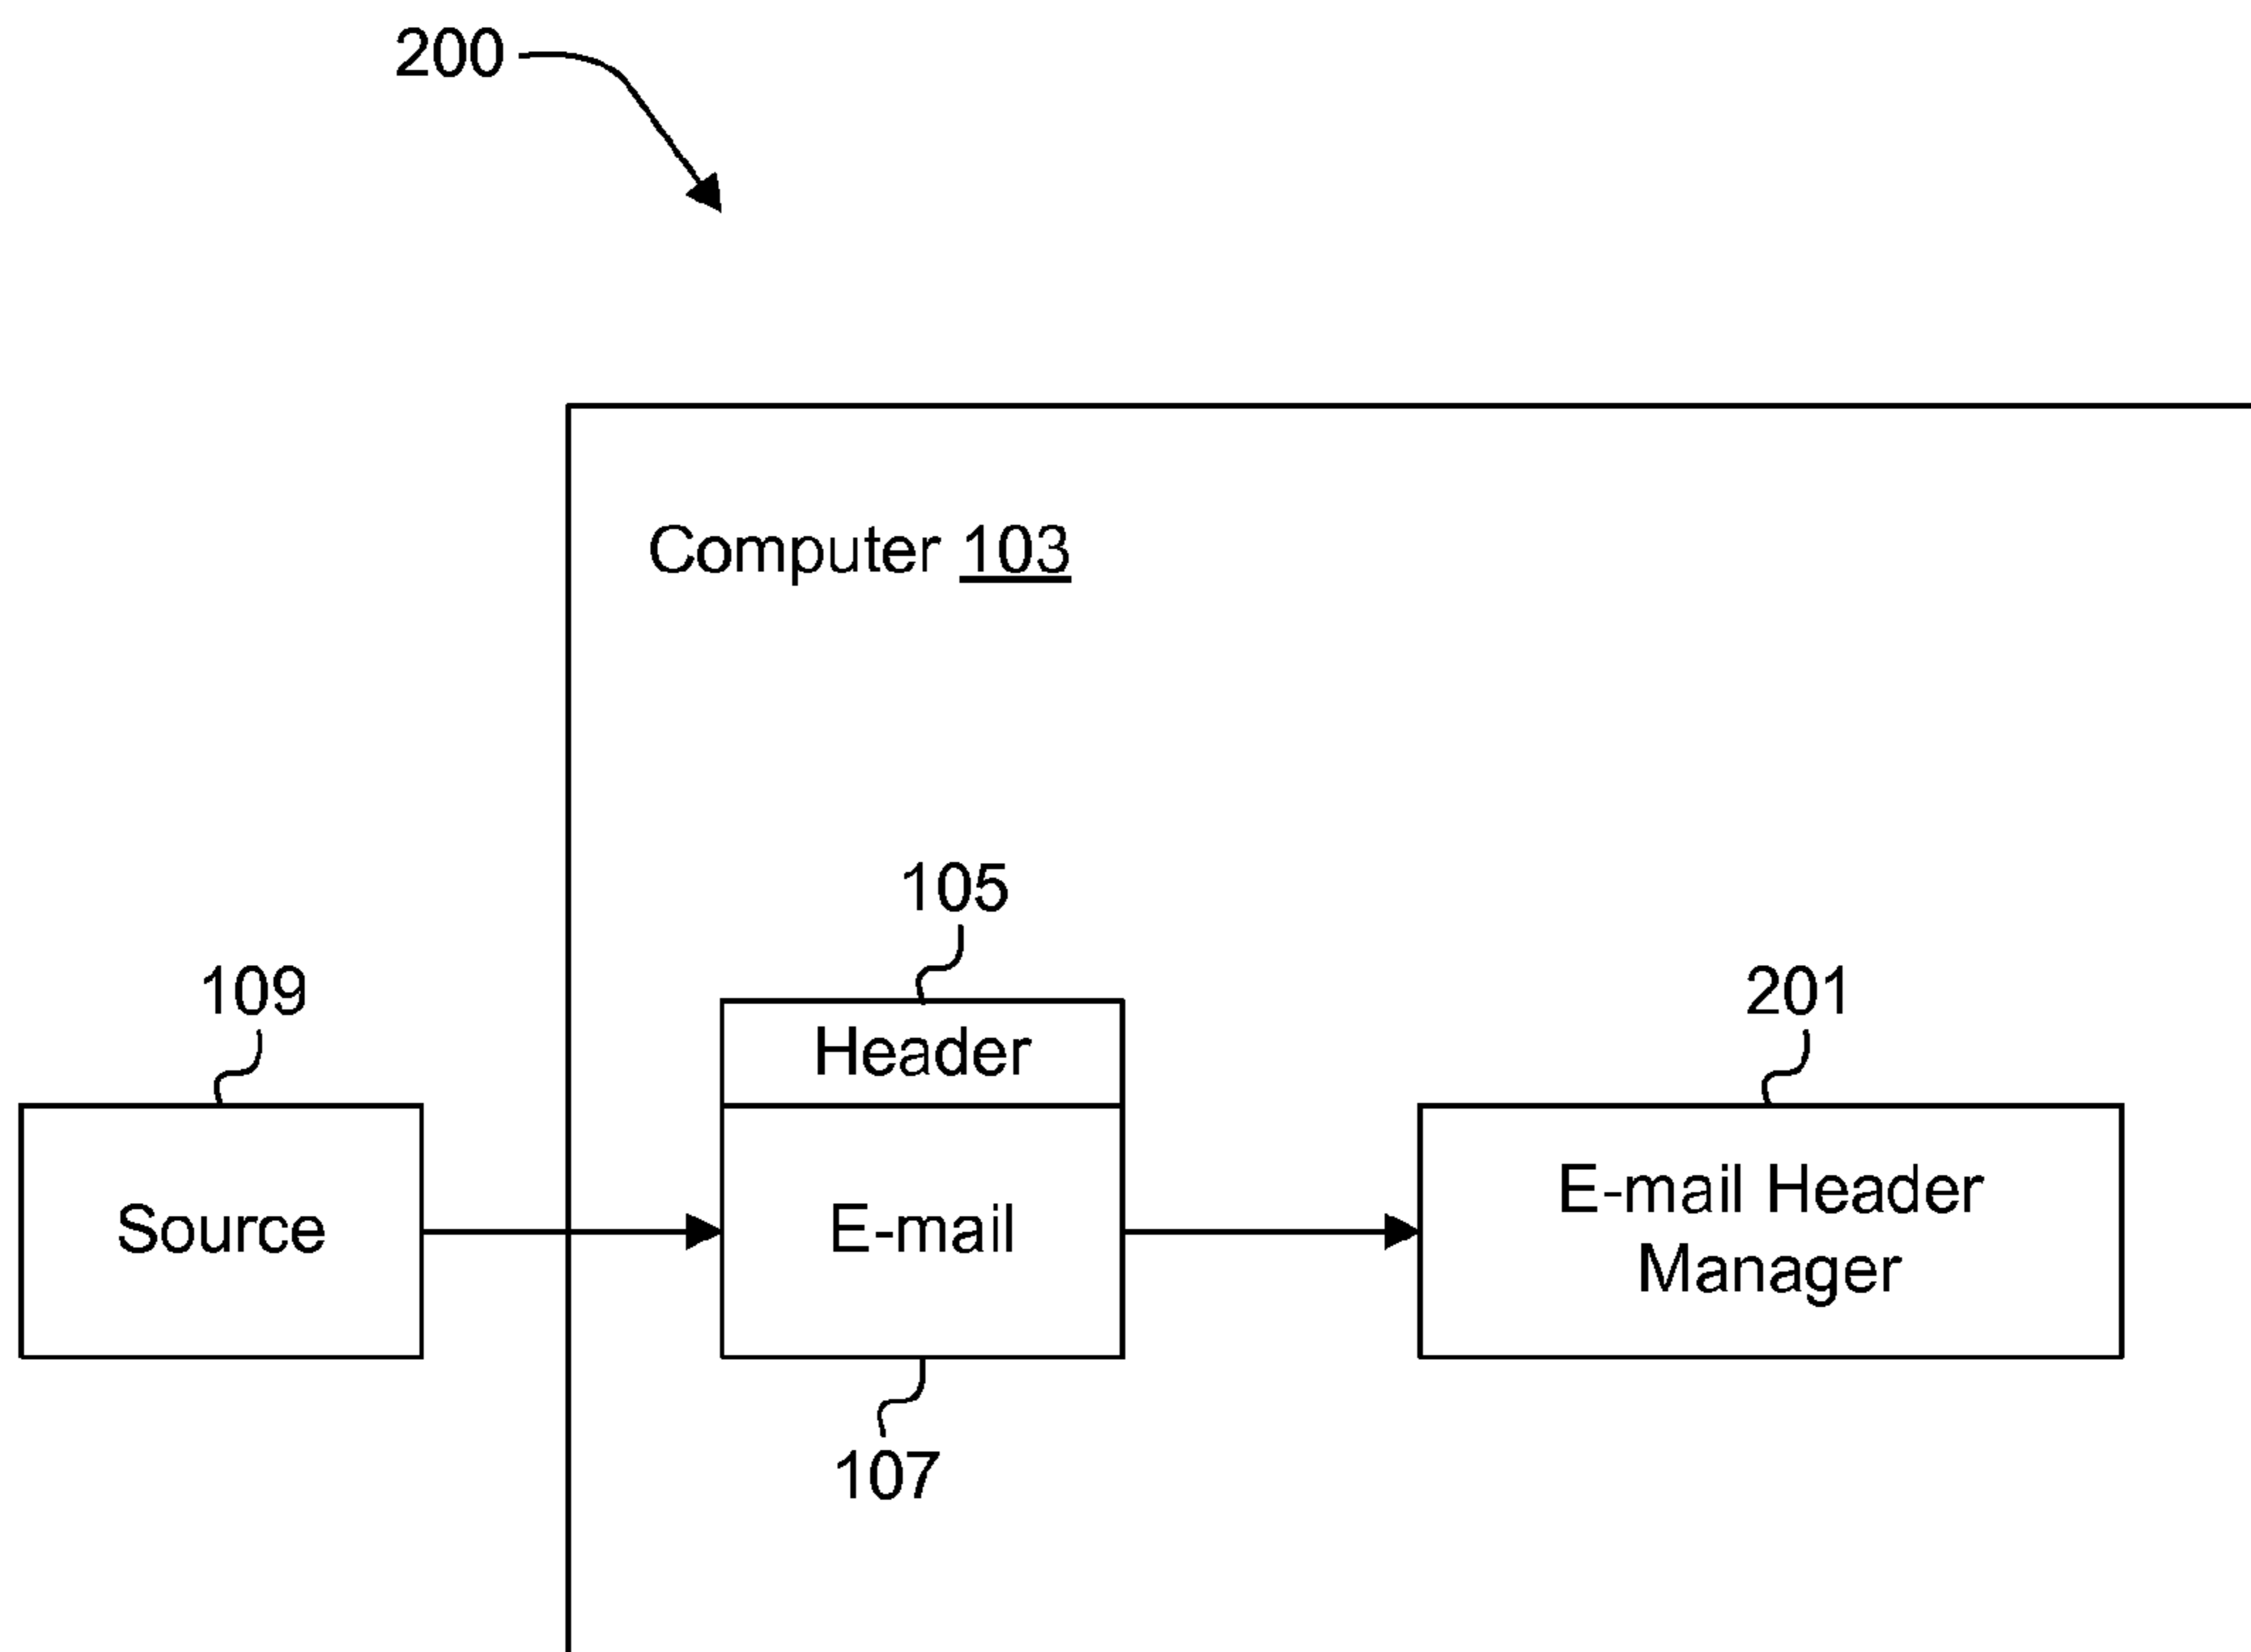 200
Computer 103
105
109
201
Header
Source
E-mail
E-mail Header
Manager
107